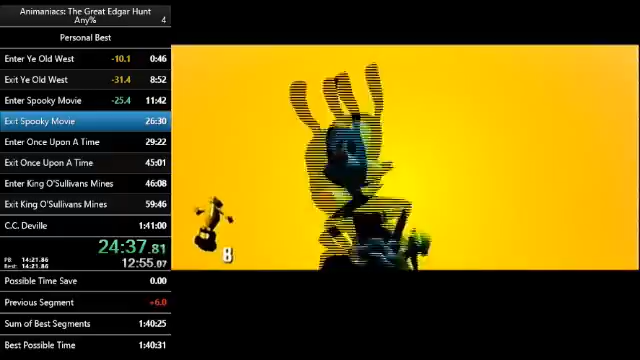 Animaniacs: The Great Edgar Hunt
Any% 4
Personal Best
Enter Ye Old West -10.1 0:46
Exit Ye Old West -31.4 8:52
Enter Spooky Movie -25.4 11:42
Exit Spooky Movie 26:30
Enter Once Upon A Time 29:22
Exit Once Upon A Time 45:01
Enter King O'Sullivans Mines 46:08
Exit King O'Sullivans Mines 59:46
C.C. Deville 1:41:00
24:37.81
PB: 14:21.86
Best: 14:21.86
12:55.07
8
Possible Time Save 0.00
Previous Segment +6.0
Sum of Best Segments 1:40:25
Best Possible Time 1:40:31